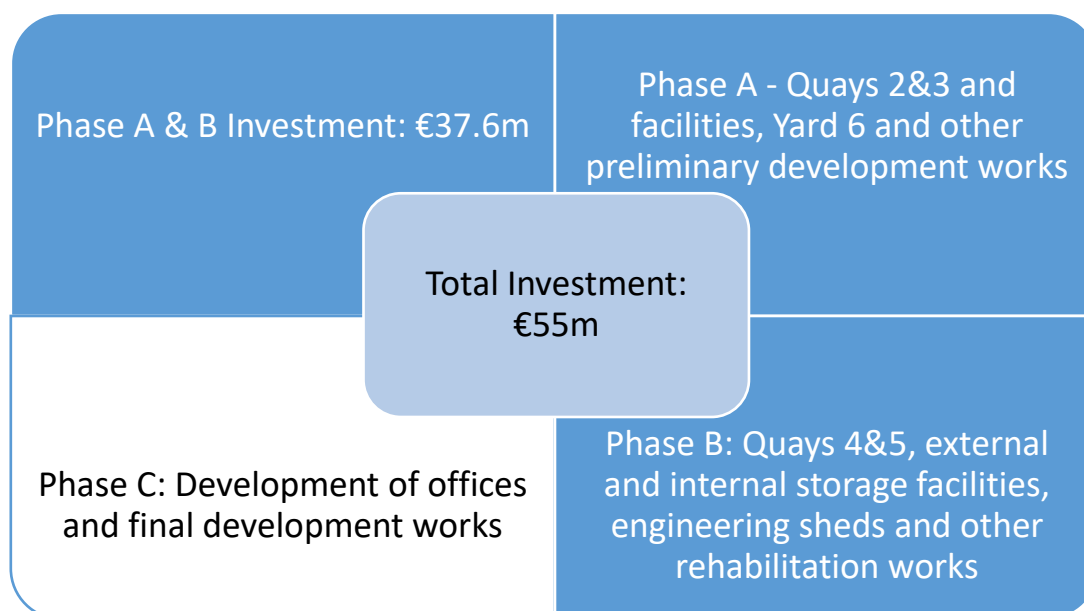 Phase A & B Investment: €37.6m
Phase A - Quays 2&3 and
facilities, Yard 6 and other
preliminary development works
Total Investment:
€55m
Phase C: Development of offices
and final development works
Phase B: Quays 4&5, external
and internal storage facilities,
engineering sheds and other
rehabilitation works